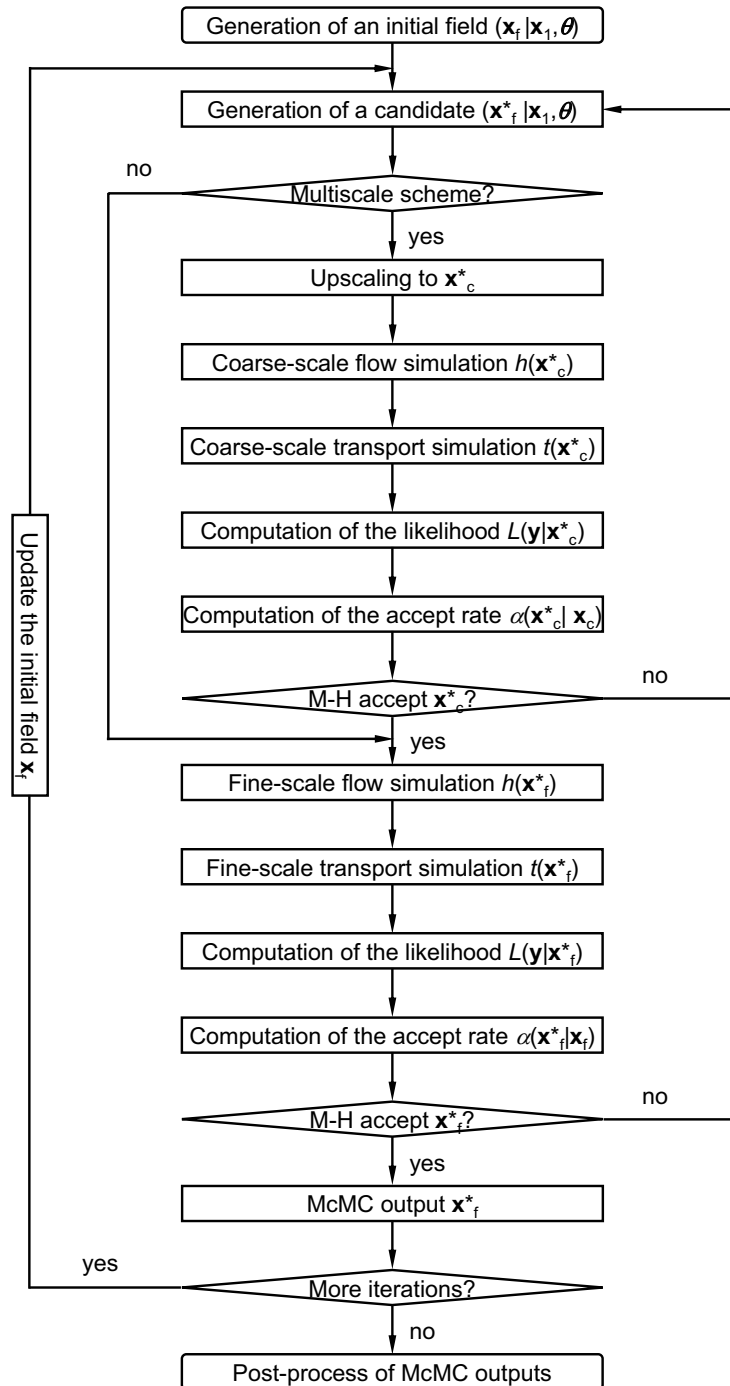 Generation of an initial field (x_f |x_1,θ)
Generation of a candidate (x*_f |x_1,θ)
no
Multiscale scheme?
yes
Upscaling to x*_c
Coarse-scale flow simulation h(x*_c)
Coarse-scale transport simulation t(x*_c)
Computation of the likelihood L(y|x*_c)
Computation of the accept rate α(x*_c| x_c)
M-H accept x*_c?
no
yes
Update the initial field x_f
Fine-scale flow simulation h(x*_f)
Fine-scale transport simulation t(x*_f)
Computation of the likelihood L(y|x*_f)
Computation of the accept rate α(x*_f|x_f)
M-H accept x*_f?
no
yes
McMC output x*_f
yes
More iterations?
no
Post-process of McMC outputs